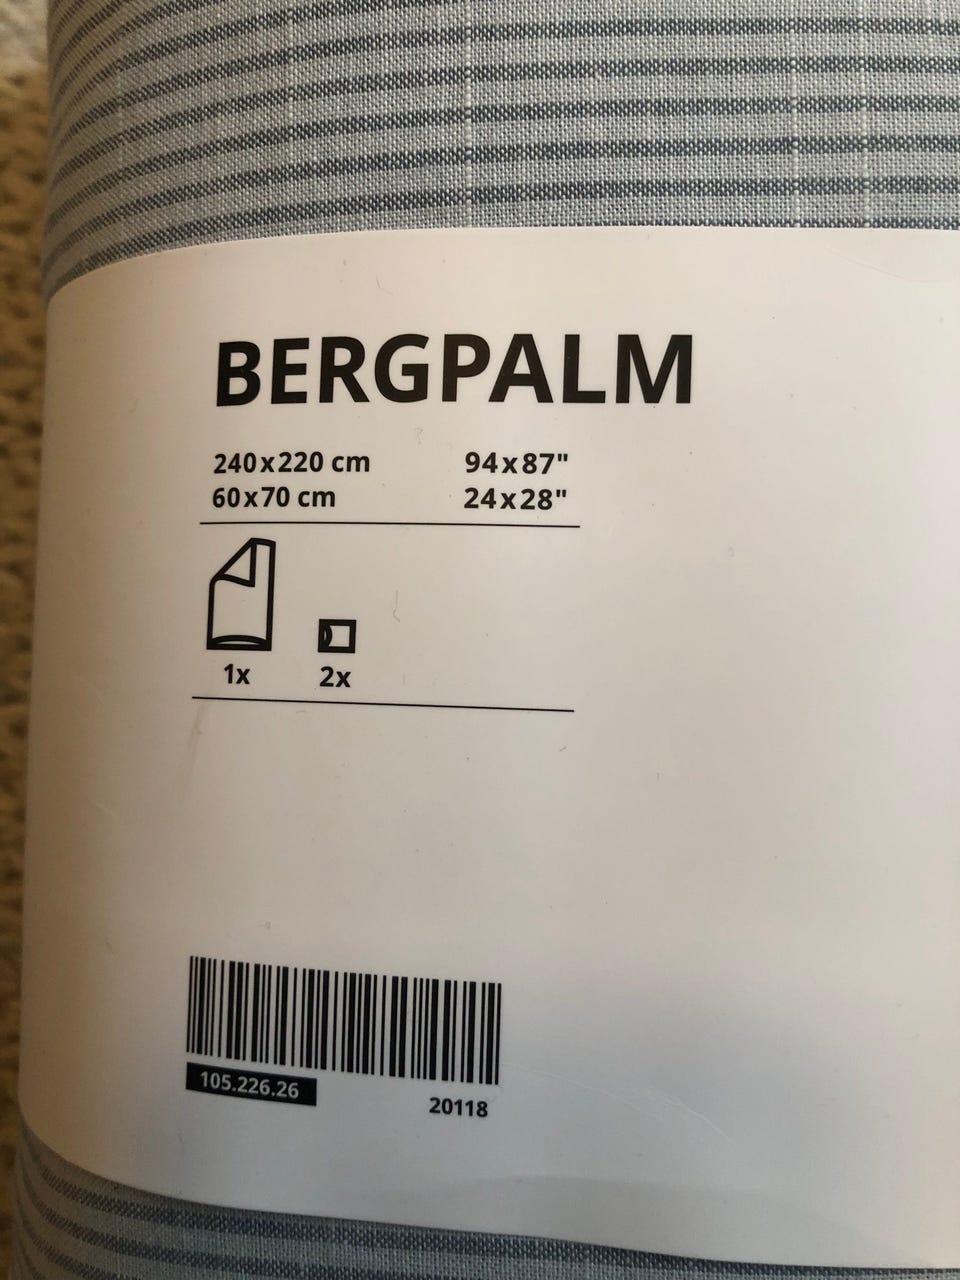 BERGPALM
240x220 cm 94x87"
60x70 cm 24x28"
1x 2x
105.226.26
20118